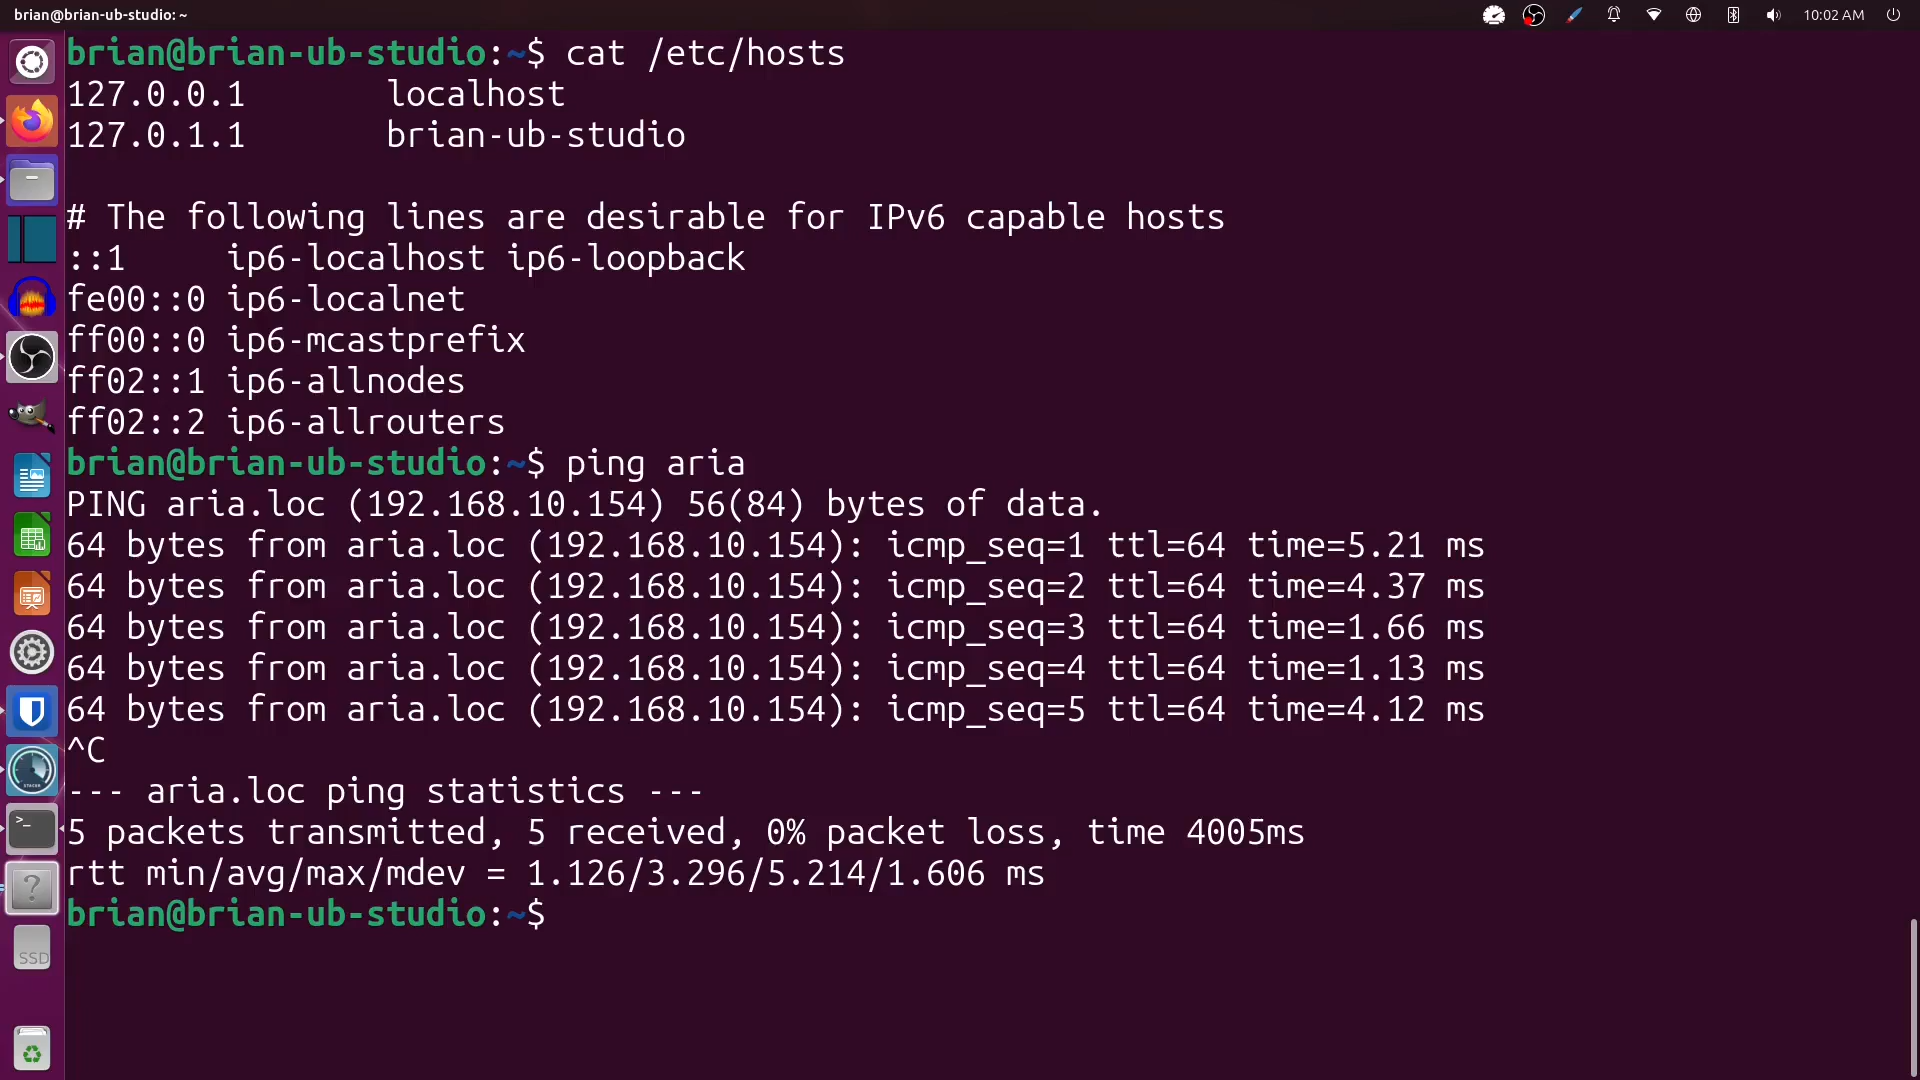 brian@brian-ub-studio: ~
10:02 AM
brian@brian-ub-studio:~$ cat /etc/hosts
127.0.0.1       localhost
127.0.1.1       brian-ub-studio
# The following lines are desirable for IPv6 capable hosts
::1     ip6-localhost ip6-loopback
fe00::0 ip6-localnet
ff00::0 ip6-mcastprefix
ff02::1 ip6-allnodes
ff02::2 ip6-allrouters
brian@brian-ub-studio:~$ ping aria
PING aria.loc (192.168.10.154) 56(84) bytes of data.
64 bytes from aria.loc (192.168.10.154): icmp_seq=1 ttl=64 time=5.21 ms
64 bytes from aria.loc (192.168.10.154): icmp_seq=2 ttl=64 time=4.37 ms
64 bytes from aria.loc (192.168.10.154): icmp_seq=3 ttl=64 time=1.66 ms
64 bytes from aria.loc (192.168.10.154): icmp_seq=4 ttl=64 time=1.13 ms
64 bytes from aria.loc (192.168.10.154): icmp_seq=5 ttl=64 time=4.12 ms
^C
--- aria.loc ping statistics ---
5 packets transmitted, 5 received, 0% packet loss, time 4005ms
rtt min/avg/max/mdev = 1.126/3.296/5.214/1.606 ms
brian@brian-ub-studio:~$
>_
?
SSD